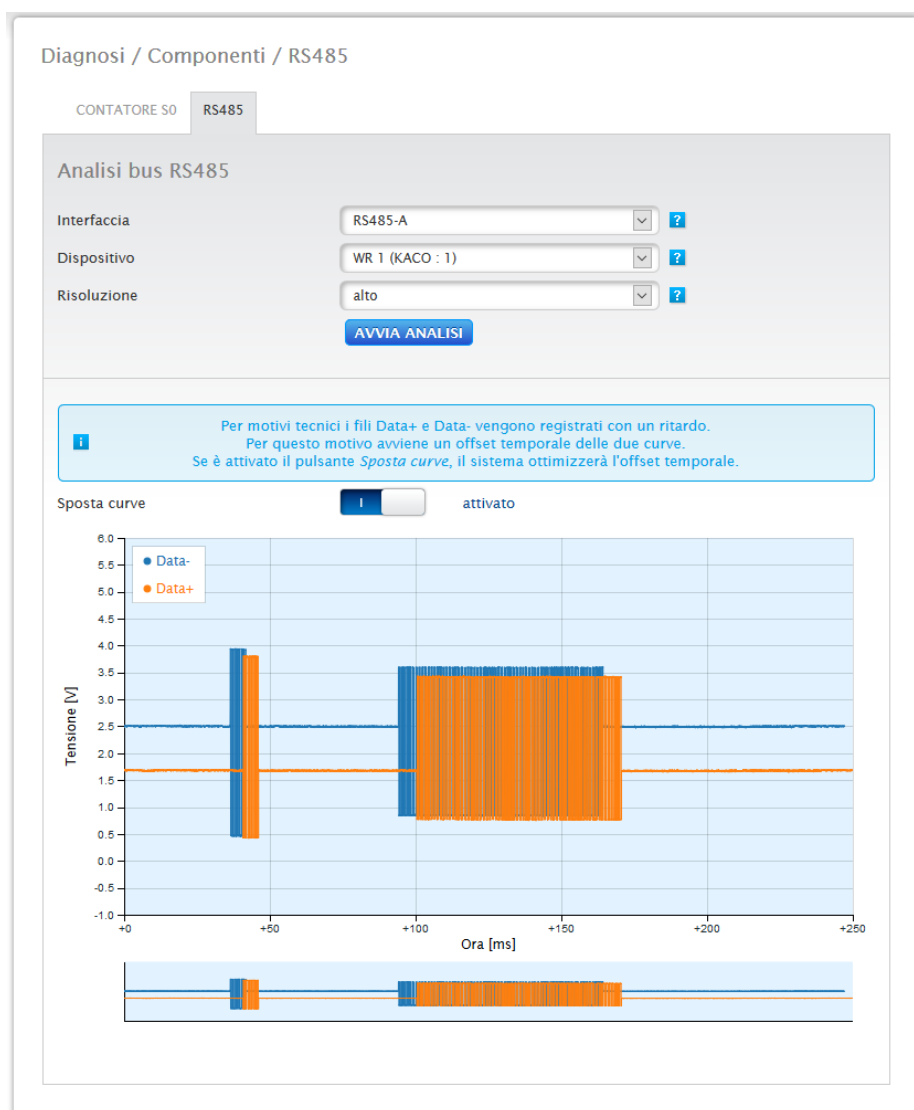 Diagnosi / Componenti / RS485
CONTATORE S0
RS485
Analisi bus RS485
Interfaccia
RS485-A
?
Dispositivo
WR 1 (KACO : 1)
?
Risoluzione
alto
?
AVVIA ANALISI
i
Per motivi tecnici i fili Data+ e Data- vengono registrati con un ritardo.
Per questo motivo avviene un offset temporale delle due curve.
Se è attivato il pulsante Sposta curve, il sistema ottimizzerà l'offset temporale.
Sposta curve
I
attivato
Data-
Data+
Tensione [V]
6.0
5.5
5.0
4.5
4.0
3.5
3.0
2.5
2.0
1.5
1.0
0.5
0.0
-0.5
-1.0
+0
+50
+100
+150
+200
+250
Ora [ms]